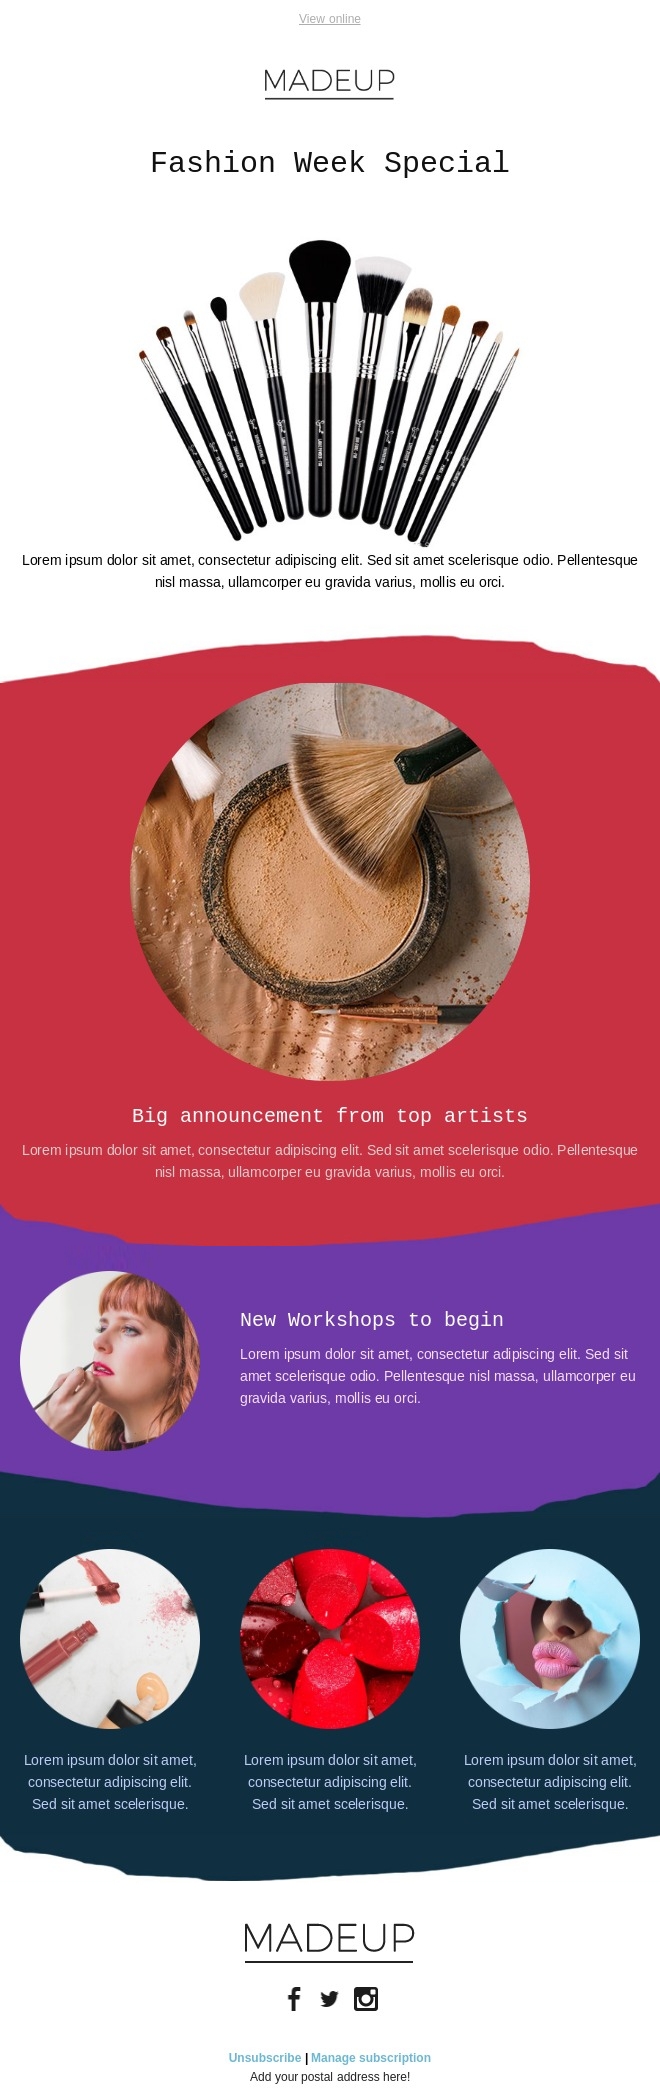 View online
MADEUP
Fashion Week Special
Lorem ipsum dolor sit amet, consectetur adipiscing elit. Sed sit amet scelerisque odio. Pellentesque
nisl massa, ullamcorper eu gravida varius, mollis eu orci.
Big announcement from top artists
Lorem ipsum dolor sit amet, consectetur adipiscing elit. Sed sit amet scelerisque odio. Pellentesque
nisl massa, ullamcorper eu gravida varius, mollis eu orci.
New Workshops to begin
Lorem ipsum dolor sit amet, consectetur adipiscing elit. Sed sit
amet scelerisque odio. Pellentesque nisl massa, ullamcorper eu
gravida varius, mollis eu orci.
Lorem ipsum dolor sit amet,
consectetur adipiscing elit.
Sed sit amet scelerisque.
Lorem ipsum dolor sit amet,
consectetur adipiscing elit.
Sed sit amet scelerisque.
Lorem ipsum dolor sit amet,
consectetur adipiscing elit.
Sed sit amet scelerisque.
MADEUP
Unsubscribe | Manage subscription
Add your postal address here!